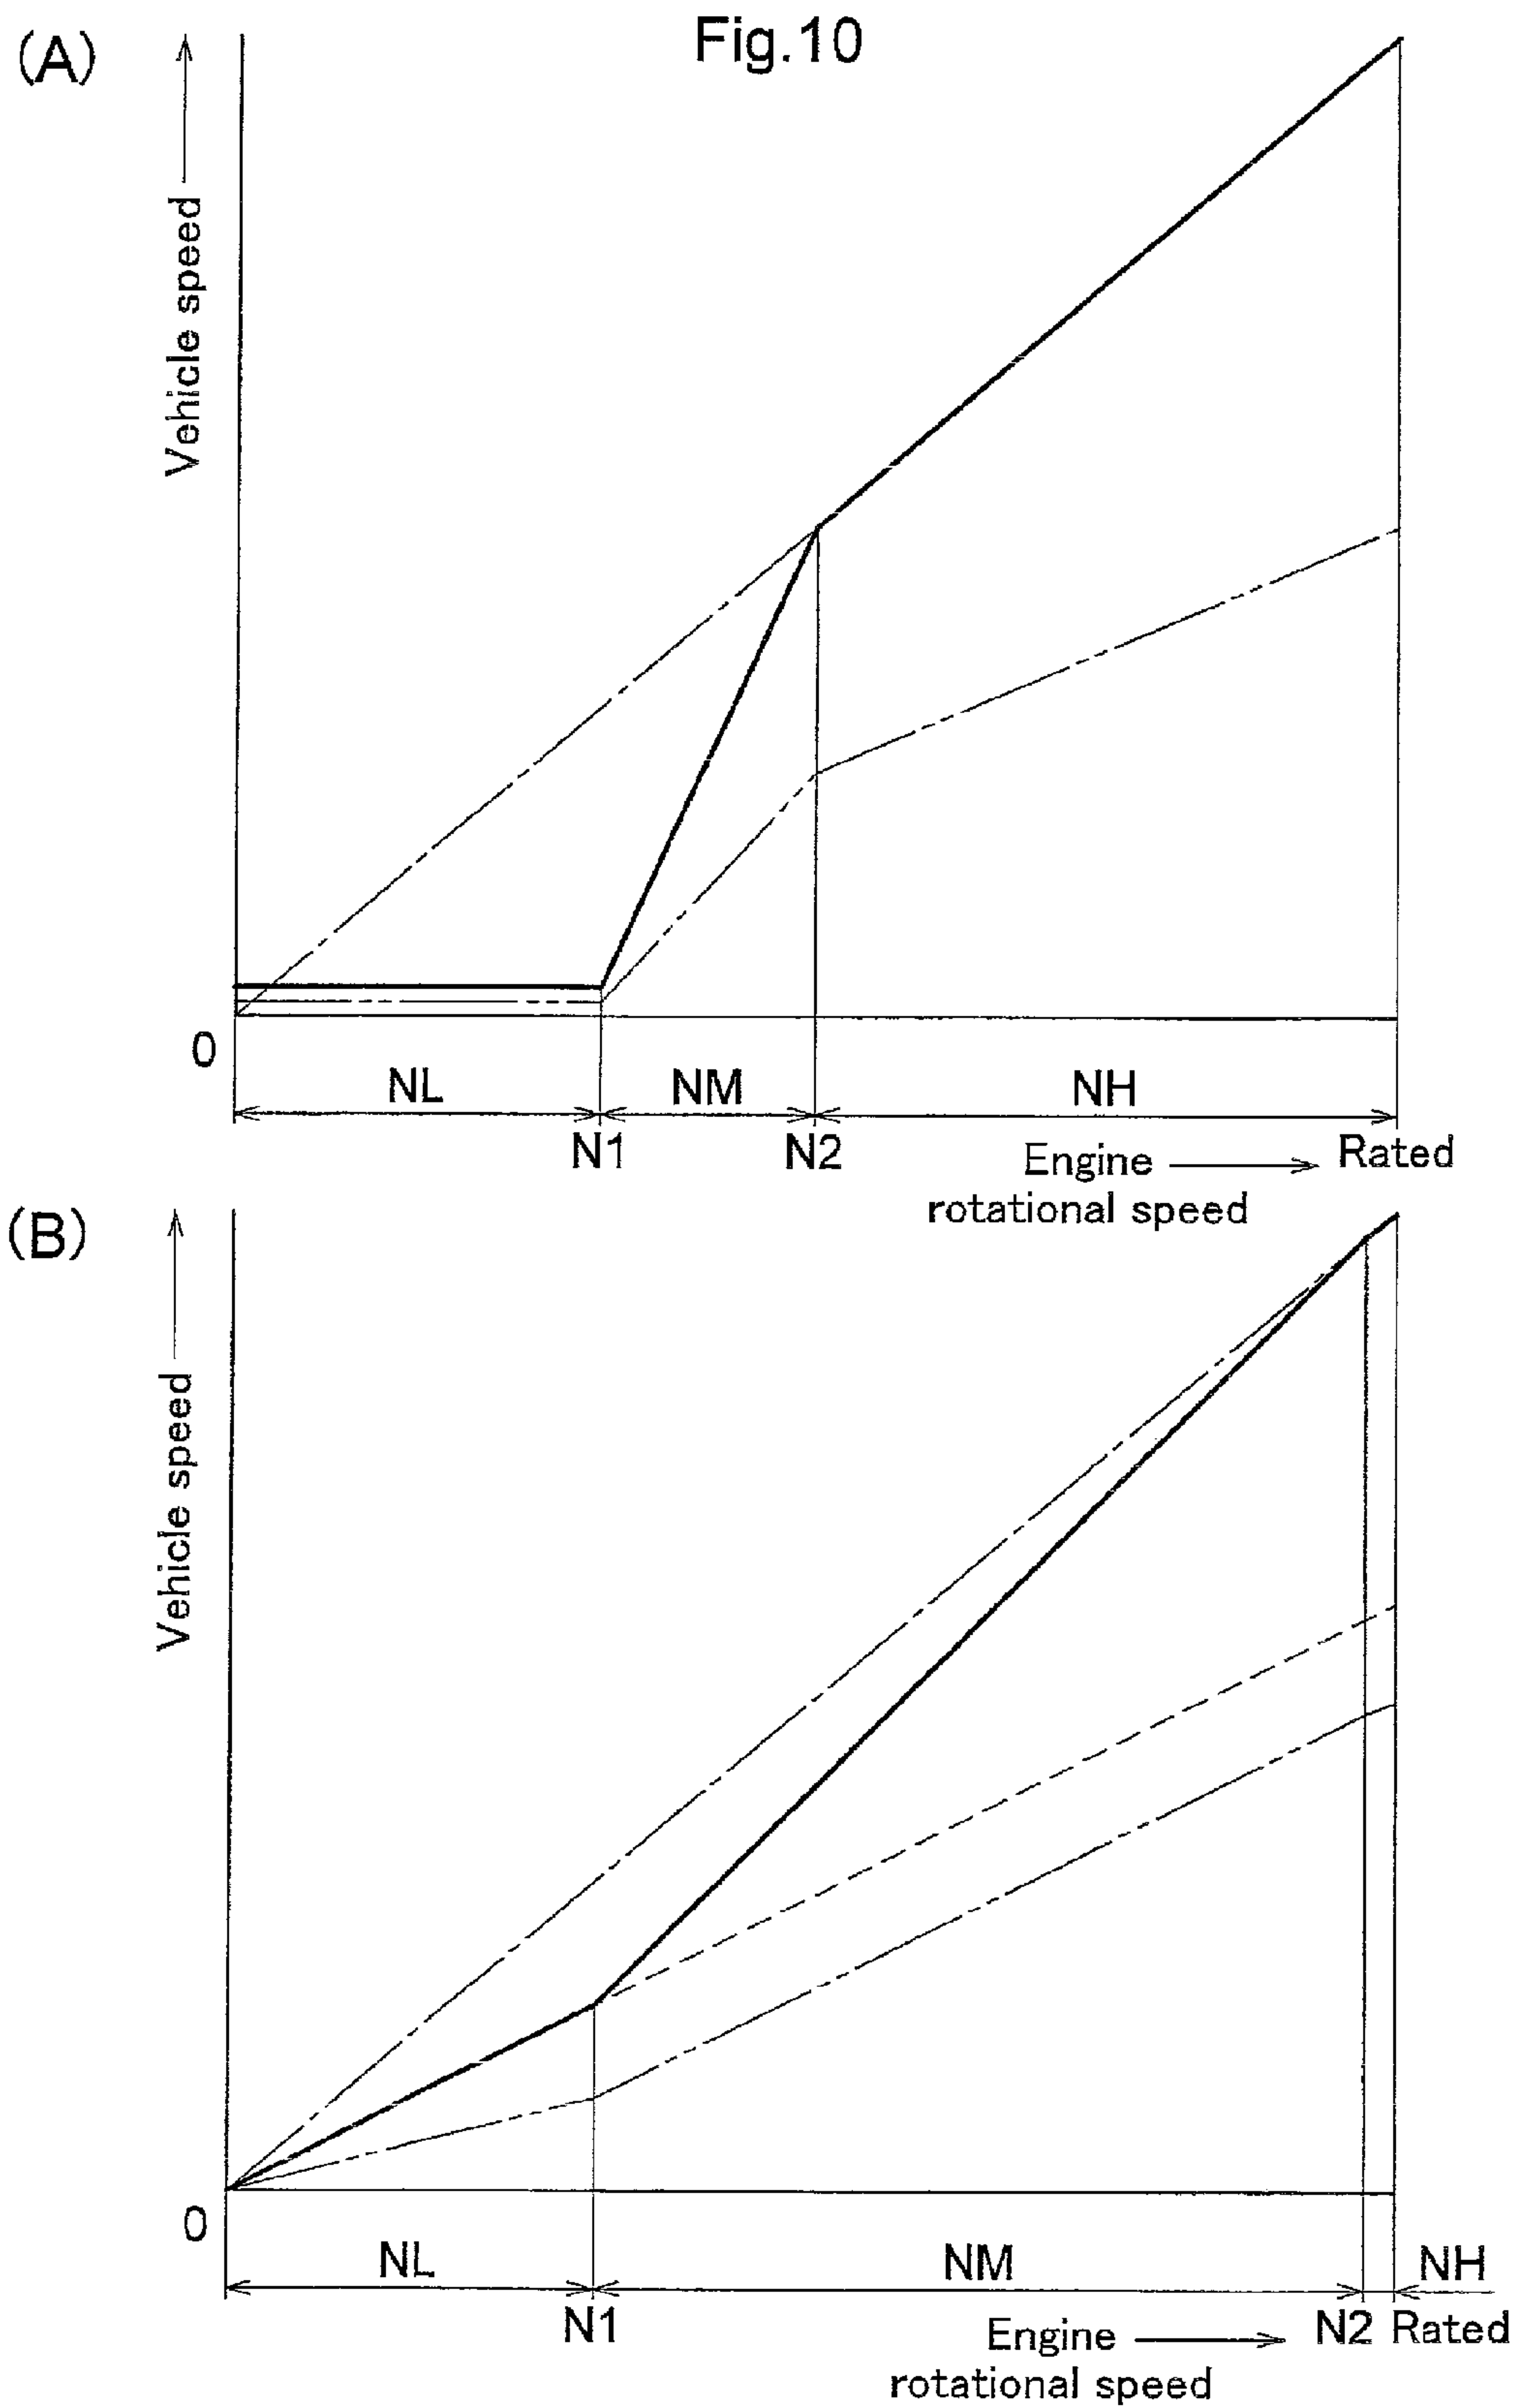 Fig.10
(A)
Vehicle speed
0
NL
NM
NH
N1
N2
Engine
rotational speed
Rated
(B)
Vehicle speed
0
NL
NM
NH
N1
Engine
rotational speed
N2
Rated